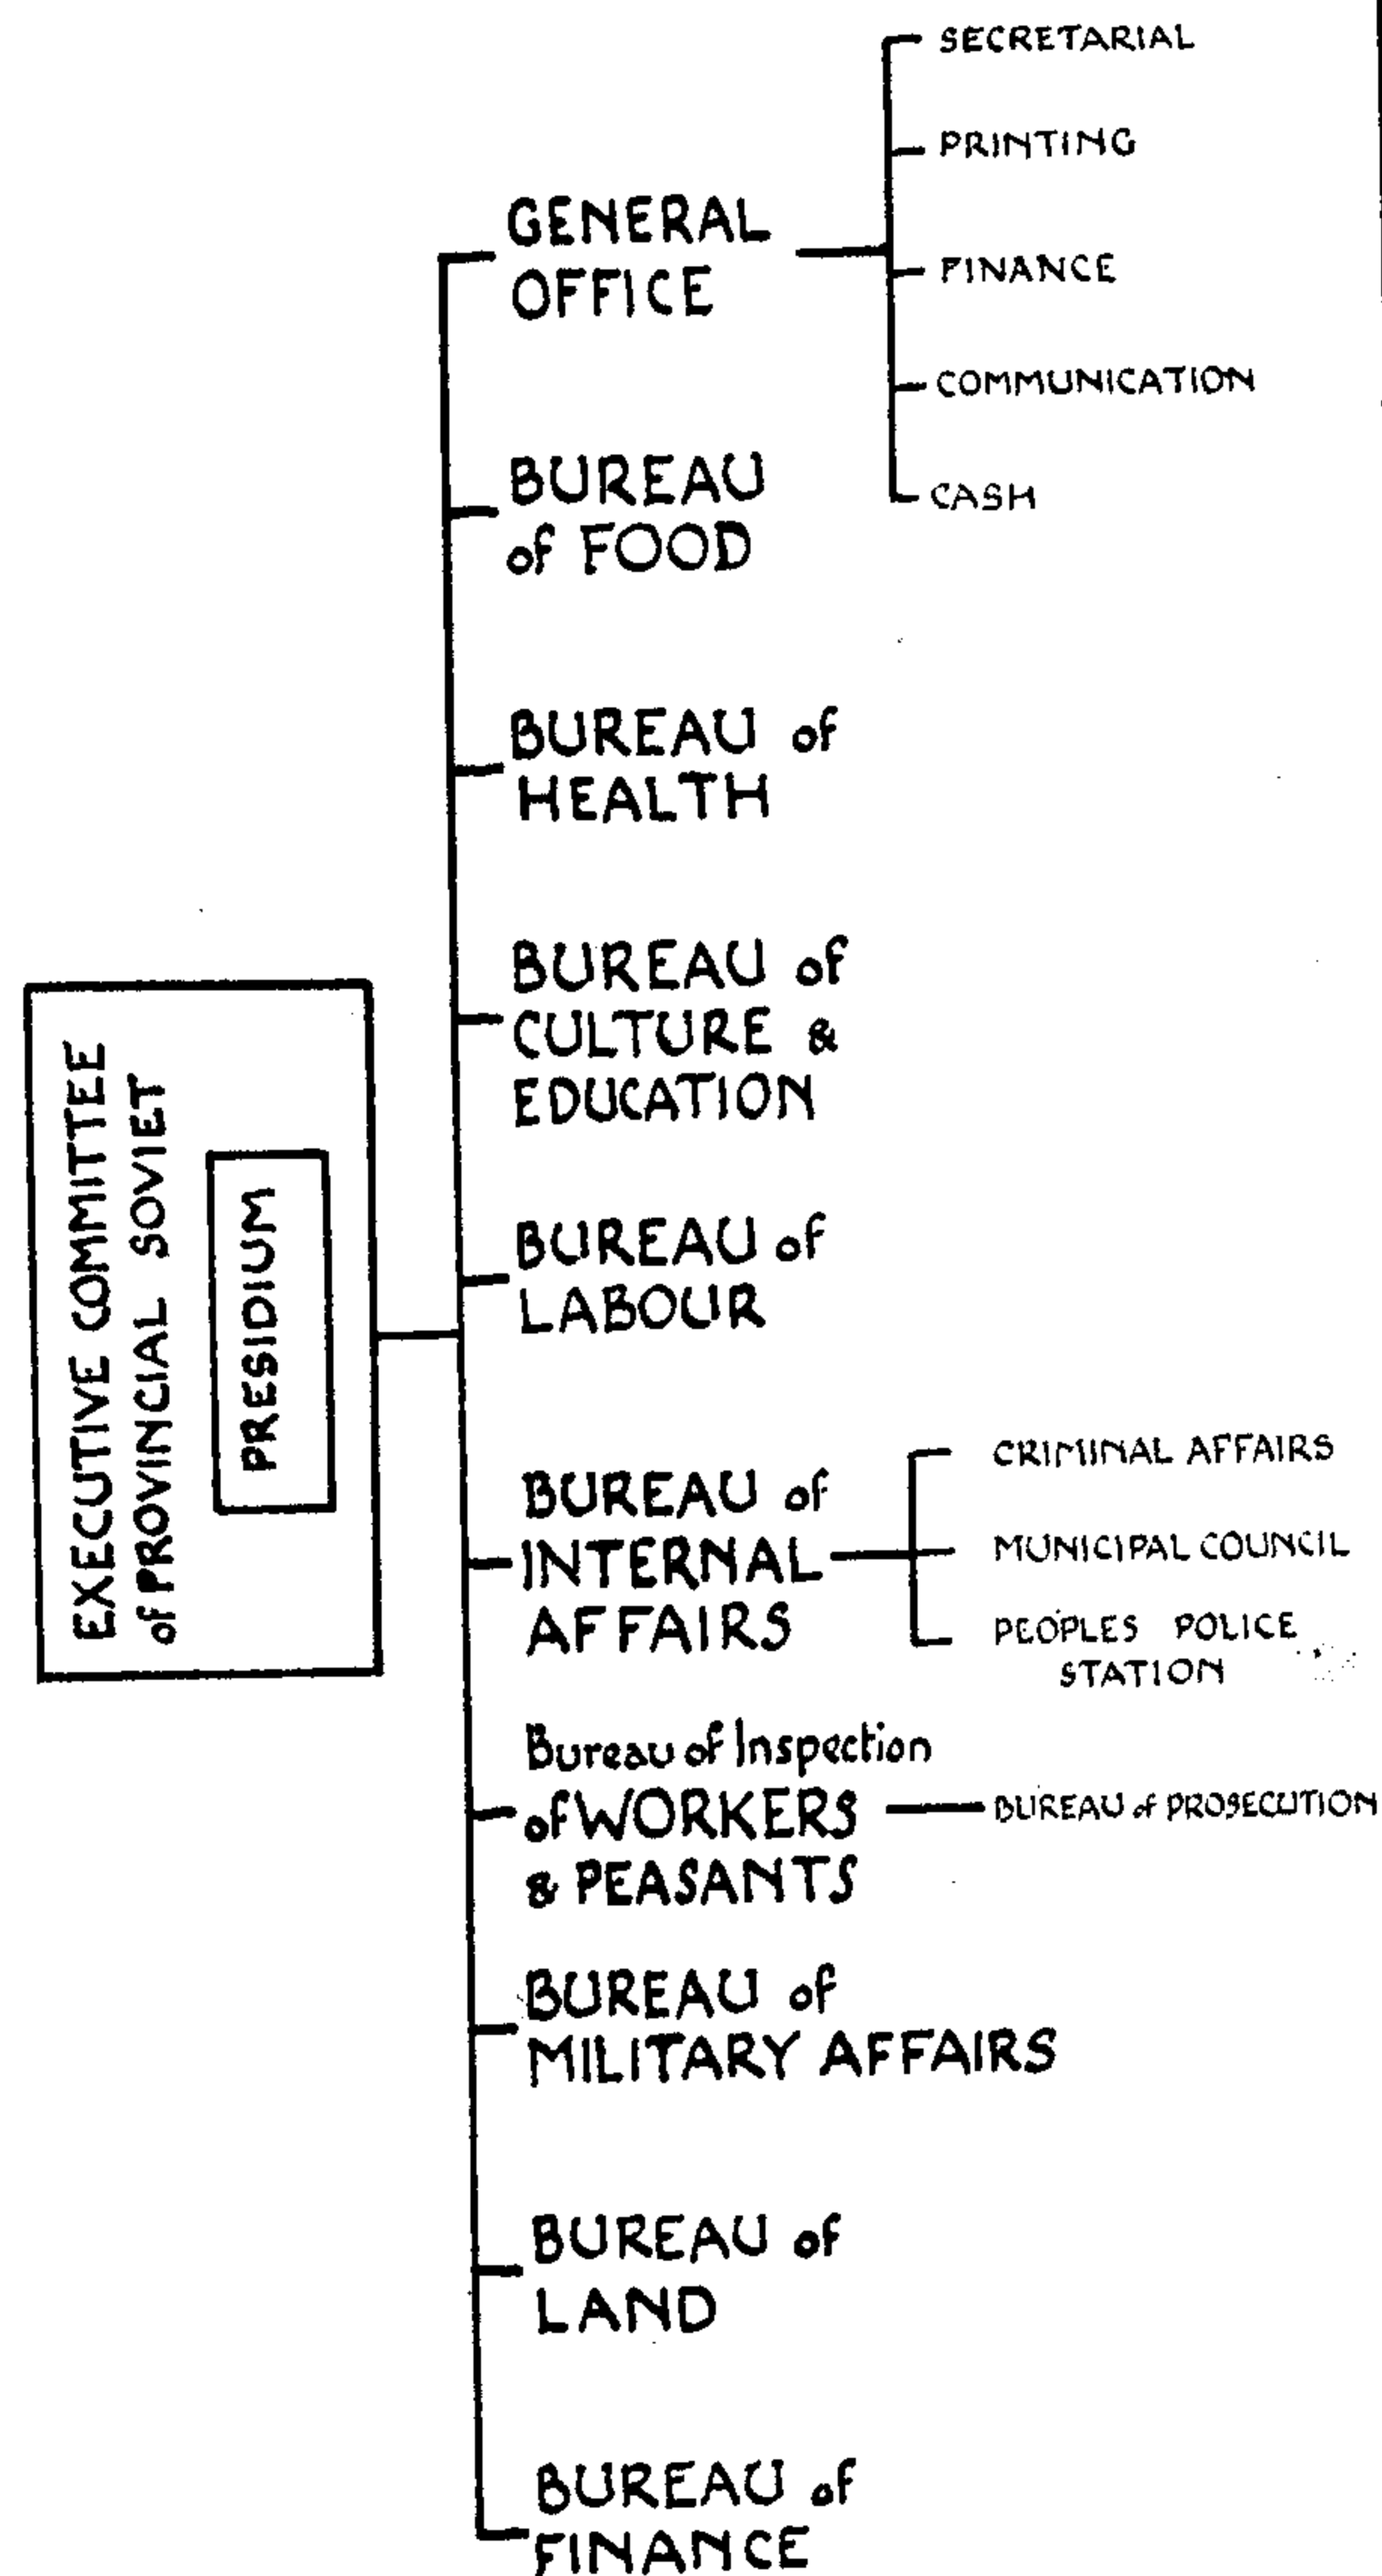 EXECUTIVE COMMITTEE
of PROVINCIAL SOVIET
PRESIDIUM
GENERAL
OFFICE
SECRETARIAL
PRINTING
FINANCE
COMMUNICATION
CASH
BUREAU
of FOOD
BUREAU of
HEALTH
BUREAU of
CULTURE &
EDUCATION
BUREAU of
LABOUR
BUREAU of
INTERNAL
AFFAIRS
CRIMINAL AFFAIRS
MUNICIPAL COUNCIL
PEOPLES POLICE
STATION
Bureau of Inspection
of WORKERS
& PEASANTS
BUREAU of PROSECUTION
BUREAU of
MILITARY AFFAIRS
BUREAU of
LAND
BUREAU of
FINANCE